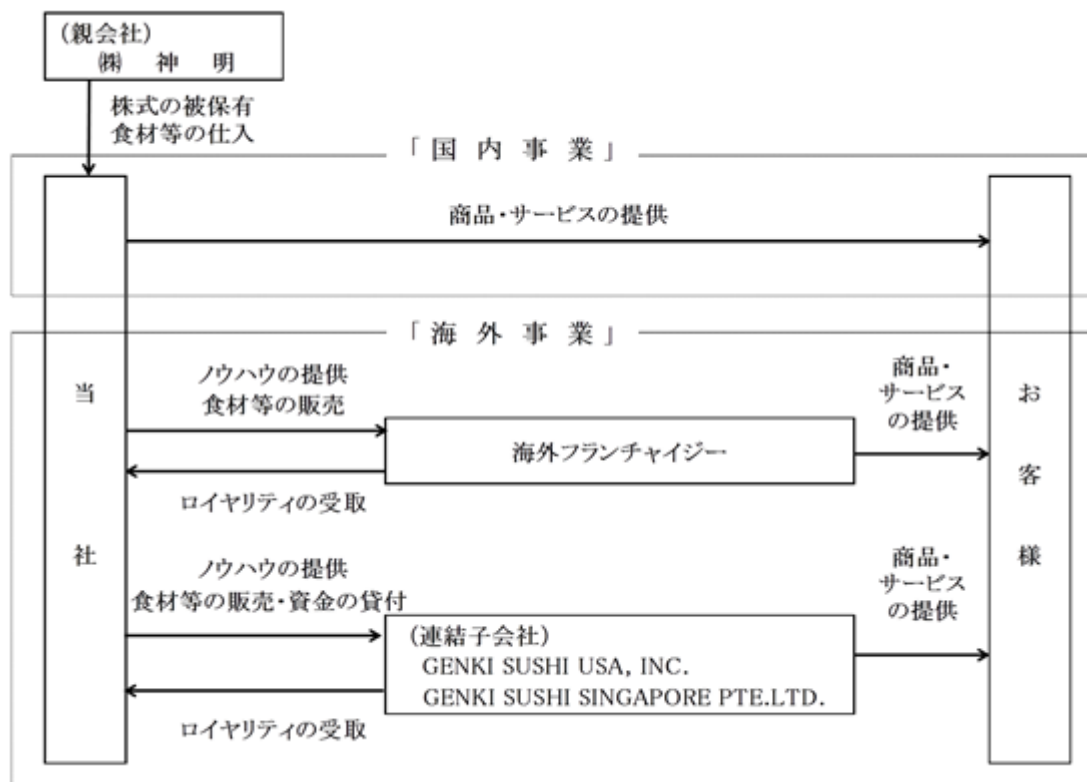 (親会社)
㈱ 神 明
株式の被保有
食材等の仕入
「国内事業」
商品・サービスの提供
「海外事業」
当社
お客様
ノウハウの提供
食材等の販売
海外フランチャイジー
ロイヤリティの受取
商品・
サービス
の提供
ノウハウの提供
食材等の販売・資金の貸付
(連結子会社)
GENKI SUSHI USA, INC.
GENKI SUSHI SINGAPORE PTE.LTD.
ロイヤリティの受取
商品・
サービス
の提供